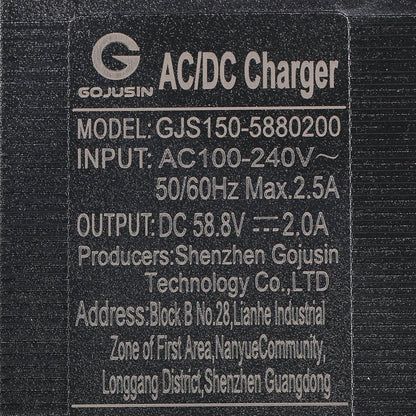 G
GOJUSIN
AC/DC Charger
MODEL:GJS150-5880200
INPUT: AC100-240V~
50/60Hz Max.2.5A
OUTPUT:DC 58.8V⎓2.0A
Producers:Shenzhen Gojusin
Technology Co.,LTD
Address:Block B No.28,Lianhe Industrial
Zone of First Area,NanyueCommunity,
Longgang District,Shenzhen Guangdong